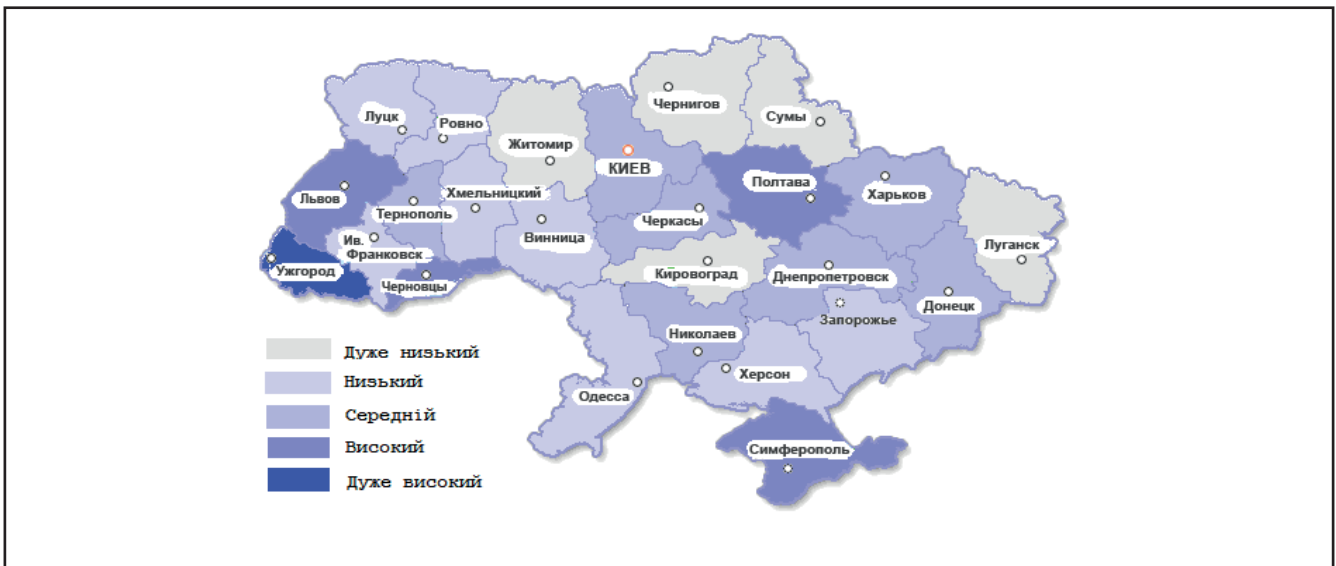 Чернигов
Сумы
Луцк
Ровно
Житомир
КИЕВ
Полтава
Харьков
Львов
Хмельницкий
Тернополь
Черкасы
Винница
Ив.
Франковск
Луганск
Ужгород
Черновцы
Кировоград
Днепропетровск
Донецк
Запорожье
Николаев
Херсон
Одесса
Симферополь
Дуже низький
Низький
Середній
Високий
Дуже високий